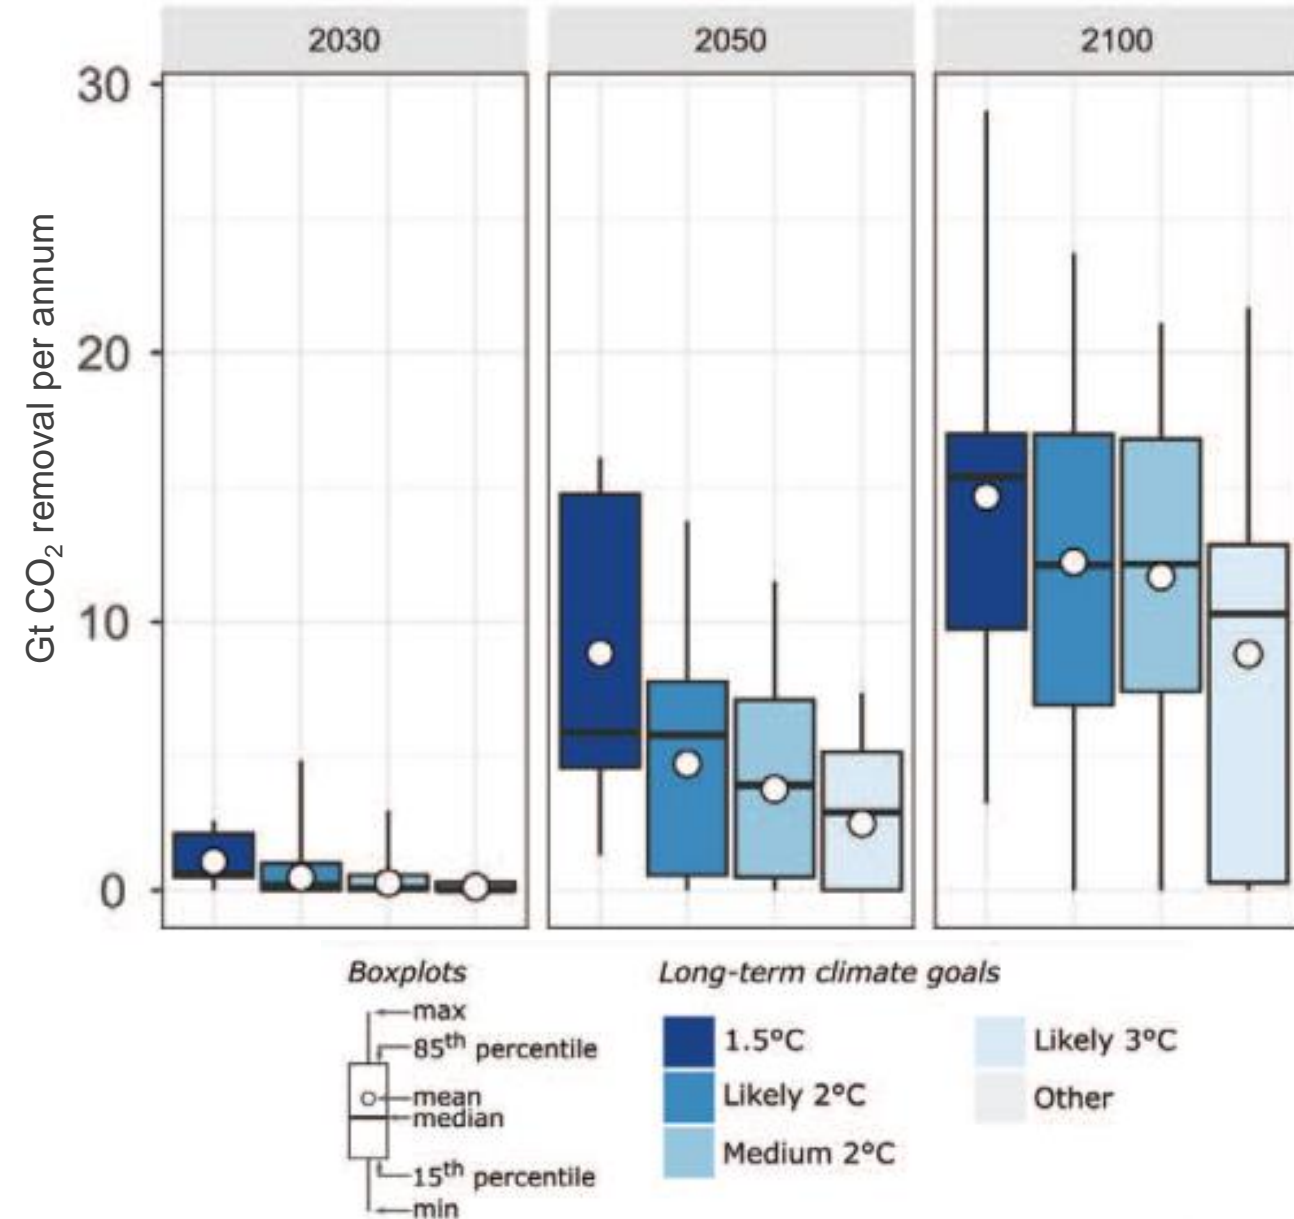 2030
2050
2100
Gt CO₂ removal per annum
30
20
10
0
Boxplots
max
85th percentile
mean
median
15th percentile
min
Long-term climate goals
1.5°C
Likely 2°C
Medium 2°C
Likely 3°C
Other